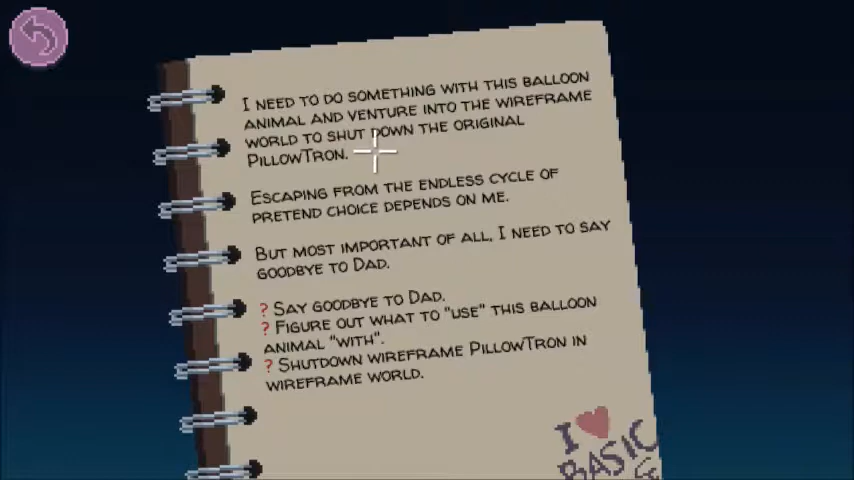 I need to do something with this balloon
animal and venture into the wireframe
world to shut down the original
PillowTron.
Escaping from the endless cycle of
pretend choice depends on me.
But most important of all, I need to say
goodbye to Dad.
? Say goodbye to Dad.
? Figure out what to "use" this balloon
animal "with".
? Shutdown wireframe PillowTron in
wireframe world.
I ❤
BASIC